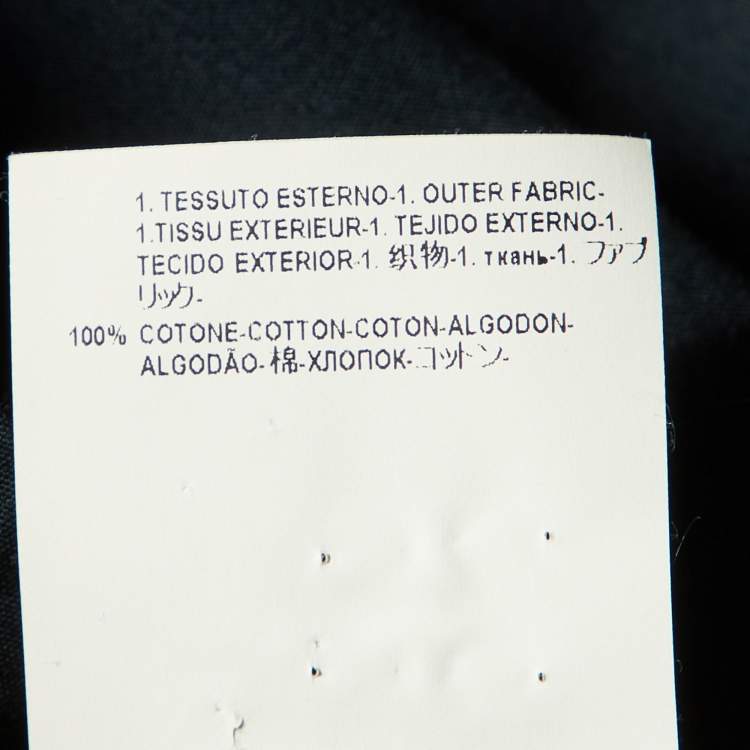 1. TESSUTO ESTERNO-1. OUTER FABRIC-
1.TISSU EXTERIEUR-1. TEJIDO EXTERNO-1.
TECIDO EXTERIOR-1. 织物-1. ткань-1. ファブ
リック-
100% COTONE-COTTON-COTON-ALGODON-
ALGODÃO-棉-ХЛОПОК-コットン-